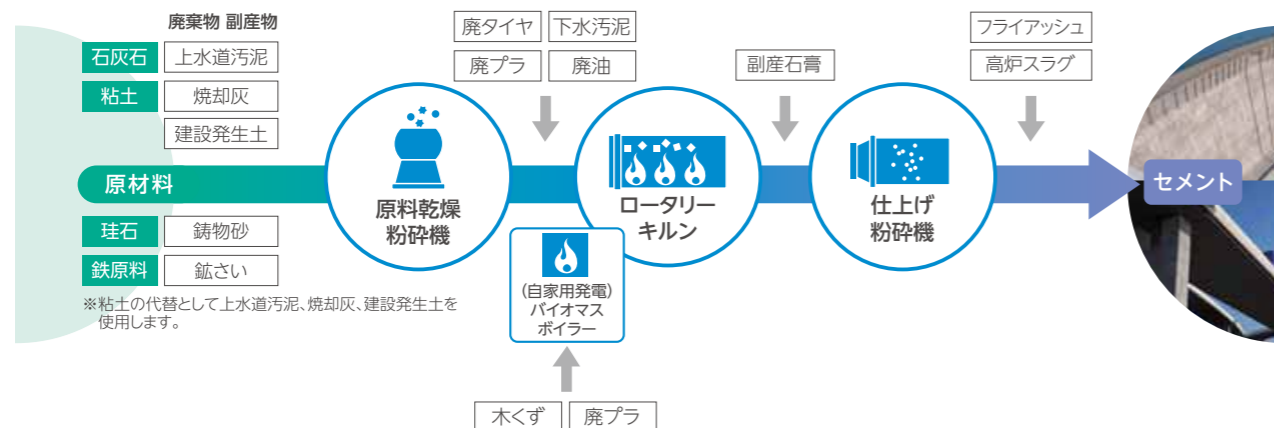 廃棄物 副産物
石灰石 上水道汚泥
粘土 焼却灰
建設発生土
原材料
珪石 鋳物砂
鉄原料 鉱さい
※粘土の代替として上水道汚泥、焼却灰、建設発生土を
使用します。
原料乾燥
粉砕機
廃タイヤ 下水汚泥
廃プラ 廃油
ロータリー
キルン
(自家用発電)
バイオマス
ボイラー
木くず 廃プラ
副産石膏
仕上げ
粉砕機
フライアッシュ
高炉スラグ
セメント